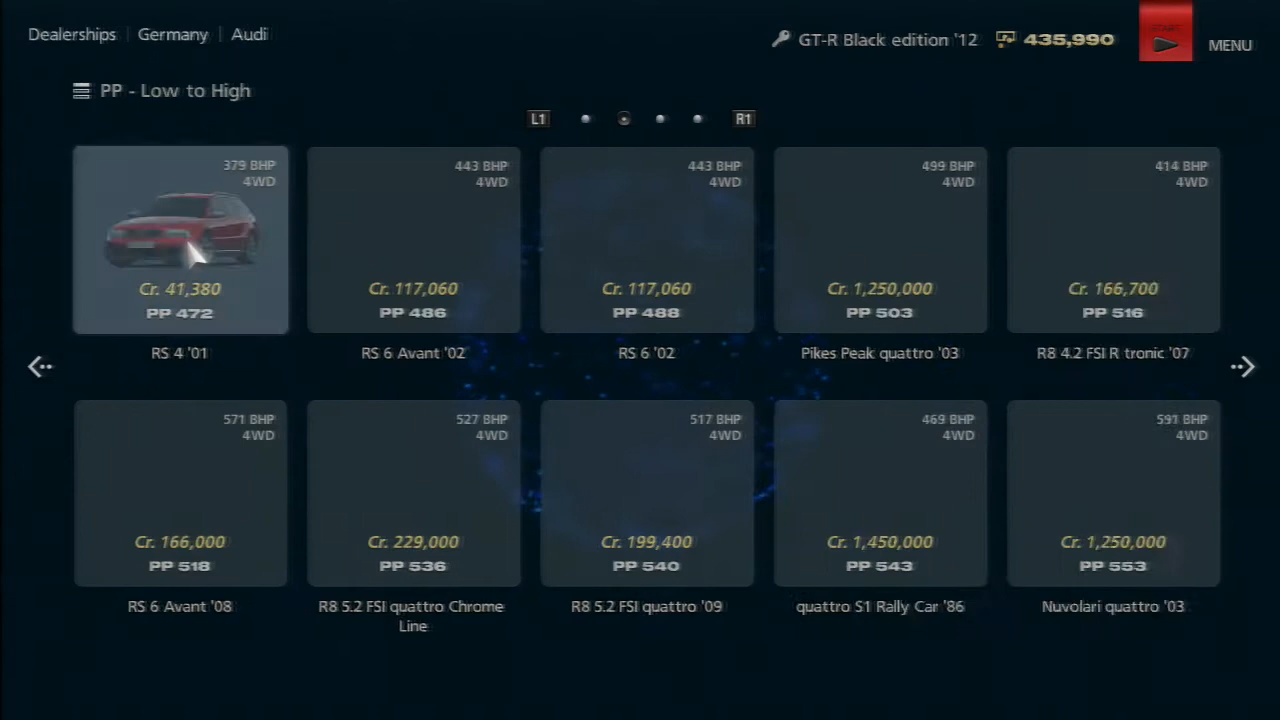 Dealerships | Germany | Audi
GT-R Black edition '12
435,990
START
MENU
PP - Low to High
L1
R1
379 BHP
4WD
Cr. 41,380
PP 472
RS 4 '01
443 BHP
4WD
Cr. 117,060
PP 486
RS 6 Avant '02
443 BHP
4WD
Cr. 117,060
PP 488
RS 6 '02
499 BHP
4WD
Cr. 1,250,000
PP 503
Pikes Peak quattro '03
414 BHP
4WD
Cr. 166,700
PP 516
R8 4.2 FSI R tronic '07
571 BHP
4WD
Cr. 166,000
PP 518
RS 6 Avant '08
527 BHP
4WD
Cr. 229,000
PP 536
R8 5.2 FSI quattro Chrome
Line
517 BHP
4WD
Cr. 199,400
PP 540
R8 5.2 FSI quattro '09
469 BHP
4WD
Cr. 1,450,000
PP 543
quattro S1 Rally Car '86
591 BHP
4WD
Cr. 1,250,000
PP 553
Nuvolari quattro '03